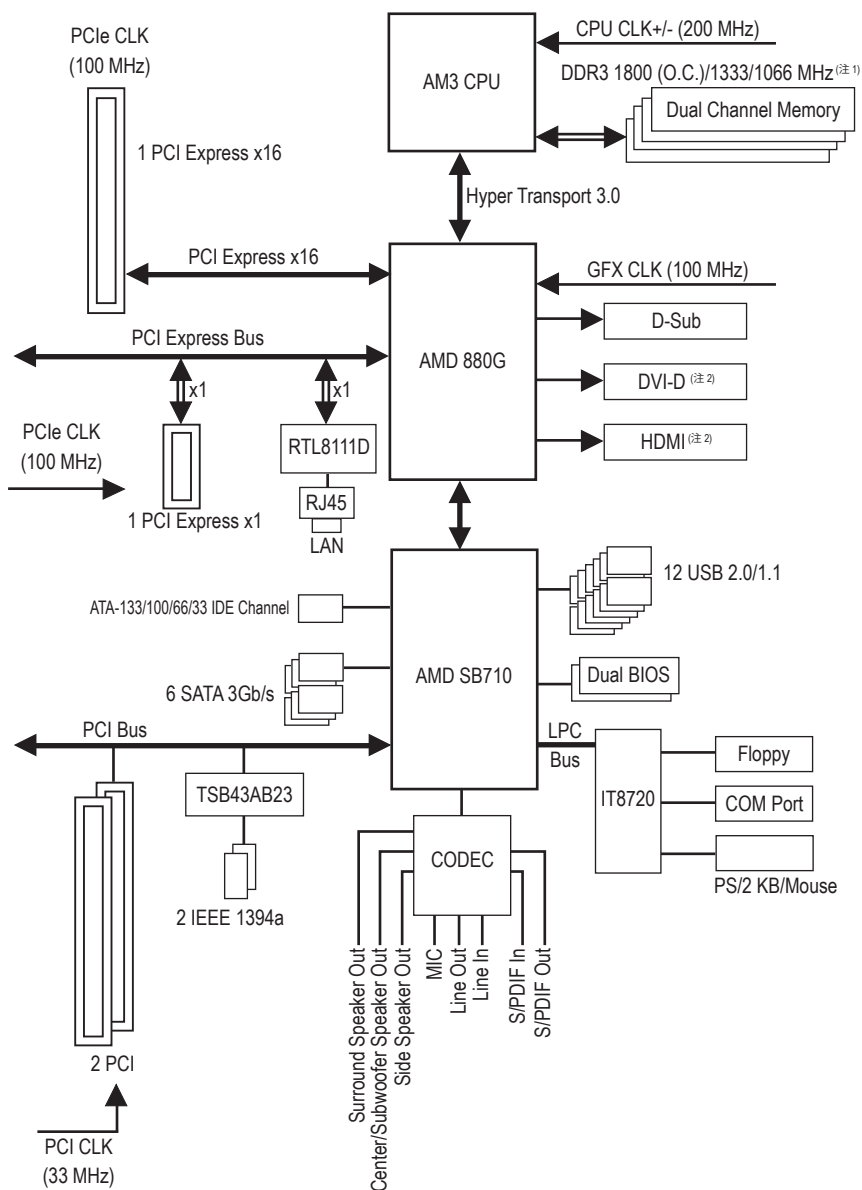 PCIe CLK
(100 MHz)
1 PCI Express x16
AM3 CPU
CPU CLK+/- (200 MHz)
DDR3 1800 (O.C.)/1333/1066 MHz (注 1)
Dual Channel Memory
Hyper Transport 3.0
PCI Express x16
AMD 880G
GFX CLK (100 MHz)
D-Sub
DVI-D (注 2)
HDMI (注 2)
PCI Express Bus
x1
x1
PCIe CLK
(100 MHz)
1 PCI Express x1
RTL8111D
RJ45
LAN
ATA-133/100/66/33 IDE Channel
6 SATA 3Gb/s
AMD SB710
12 USB 2.0/1.1
Dual BIOS
PCI Bus
LPC
Bus
IT8720
Floppy
COM Port
PS/2 KB/Mouse
TSB43AB23
2 IEEE 1394a
CODEC
Surround Speaker Out
Center/Subwoofer Speaker Out
Side Speaker Out
MIC
Line Out
Line In
S/PDIF In
S/PDIF Out
2 PCI
PCI CLK
(33 MHz)